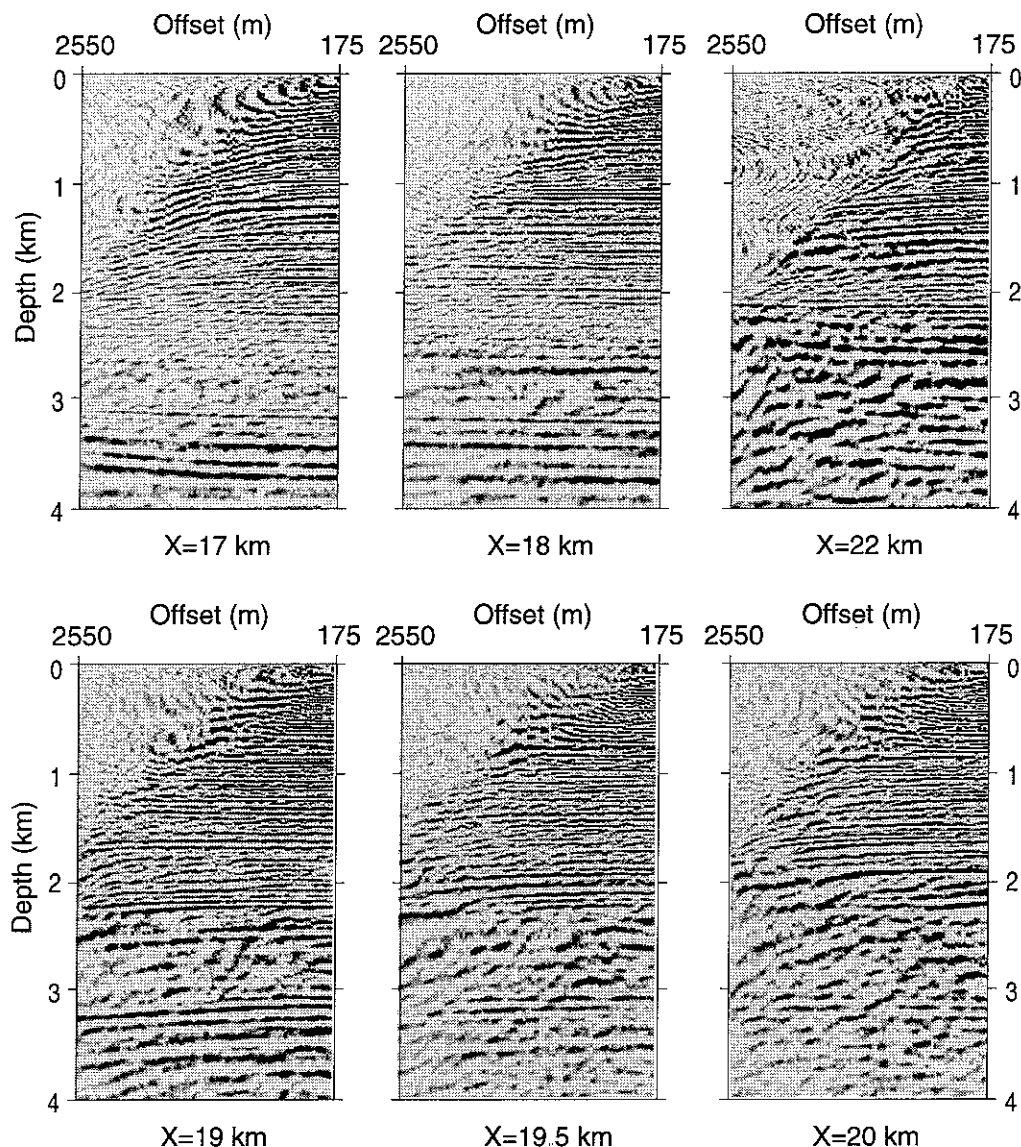 Offset (m) Offset (m) Offset (m)
2550 175 2550 175 2550 175
0 0
1 1
2 2
3 3
4 4
Depth (km)
X=17 km X=18 km X=22 km
Offset (m) Offset (m) Offset (m)
2550 175 2550 175 2550 175
0 0
1 1
2 2
3 3
4 4
Depth (km)
X=19 km X=19.5 km X=20 km